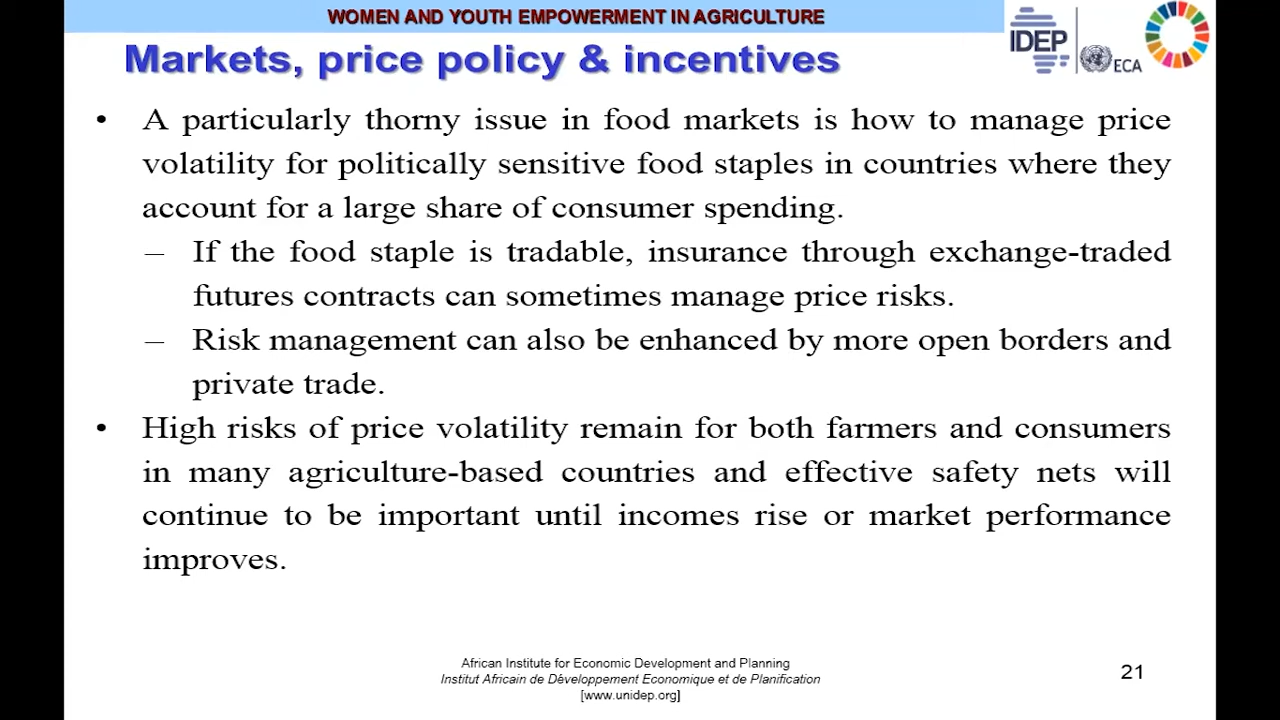 WOMEN AND YOUTH EMPOWERMENT IN AGRICULTURE
Markets, price policy & incentives
IDEP
ECA
• A particularly thorny issue in food markets is how to manage price
volatility for politically sensitive food staples in countries where they
account for a large share of consumer spending.
– If the food staple is tradable, insurance through exchange-traded
futures contracts can sometimes manage price risks.
– Risk management can also be enhanced by more open borders and
private trade.
• High risks of price volatility remain for both farmers and consumers
in many agriculture-based countries and effective safety nets will
continue to be important until incomes rise or market performance
improves.
African Institute for Economic Development and Planning
Institut Africain de Développement Economique et de Planification
[www.unidep.org]
21